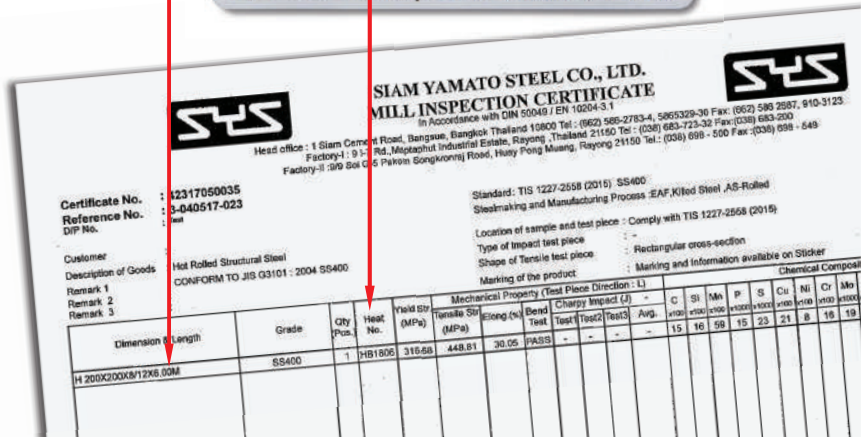 SYS
SIAM YAMATO STEEL CO., LTD.
MILL INSPECTION CERTIFICATE
In Accordance with DIN 50049 / EN 10204-3.1
Head office : 1 Siam Cement Road, Bangsue, Bangkok Thailand 10800 Tel : (662) 586-2783-4, 5865329-30 Fax: (662) 586 2687, 910-3123
Factory-I : 9 I-7 Rd.,Maptaphut Industrial Estate, Rayong ,Thailand 21150 Tel : (038) 683-723-32 Fax:(038) 683-200
Factory-II :9/9 Soi G-5 Pakorn Songkronraj Road, Huay Pong Muang, Rayong 21150 Tel.: (038) 698 - 500 Fax :(038) 698 - 549
SYS
Certificate No. : 42317050035
Reference No. : 3-040517-023
D/P No. :
Customer :
Description of Goods : Hot Rolled Structural Steel
Remark 1 CONFORM TO JIS G3101 : 2004 SS400
Remark 2
Remark 3 :
Standard: TIS 1227-2558 (2015) SS400
Steelmaking and Manufacturing Process :EAF,Killed Steel ,AS-Rolled
Location of sample and test piece : Comply with TIS 1227-2558 (2015)
Type of Impact test piece : -
Shape of Tensile test piece : Rectangular cross-section
Marking of the product : Marking and Information available on Sticker
Dimension & Length Grade Qty (Pos.) Heat No. Yield Str (MPa) Mechanical Property (Test Piece Direction : L) Chemical Composit
Tensile Str (MPa) Elong.(%) Bend Test Charpy Impact (J) - Test1 Test2 Test3 Avg.
C Si Mn P S Cu Ni Cr Mo
x100 x100 x100 x1000 x1000 x100 x100 x100 x1000
H 200X200X8/12X6.00M SS400 1 HB1806 315.58 448.81 30.05 PASS - - - - 15 16 59 15 23 21 8 16 19